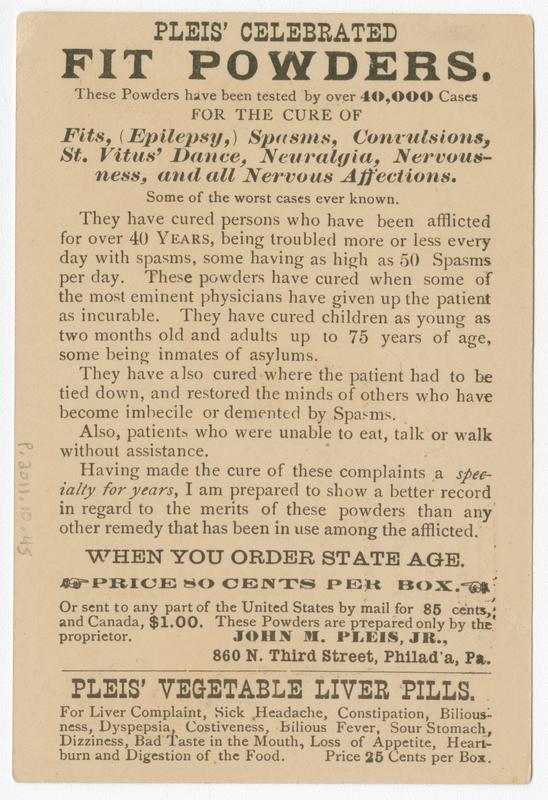 PLEIS' CELEBRATED
FIT POWDERS.
These Powders have been tested by over 40,000 Cases
FOR THE CURE OF
Fits, (Epilepsy,) Spasms, Convulsions,
St. Vitus' Dance, Neuralgia, Nervous-
ness, and all Nervous Affections.
Some of the worst cases ever known.
They have cured persons who have been afflicted
for over 40 YEARS, being troubled more or less every
day with spasms, some having as high as 50 Spasms
per day. These powders have cured when some of
the most eminent physicians have given up the patient
as incurable. They have cured children as young as
two months old and adults up to 75 years of age,
some being inmates of asylums.
They have also cured where the patient had to be
tied down, and restored the minds of others who have
become imbecile or demented by Spasms.
Also, patients who were unable to eat, talk or walk
without assistance.
Having made the cure of these complaints a spec-
ialty for years, I am prepared to show a better record
in regard to the merits of these powders than any
other remedy that has been in use among the afflicted.
WHEN YOU ORDER STATE AGE.
PRICE 80 CENTS PER BOX.
Or sent to any part of the United States by mail for 85 cents,
and Canada, $1.00. These Powders are prepared only by the
proprietor. JOHN M. PLEIS, JR.,
860 N. Third Street, Philad'a, Pa.
PLEIS' VEGETABLE LIVER PILLS.
For Liver Complaint, Sick Headache, Constipation, Bilious-
ness, Dyspepsia, Costiveness, Bilious Fever, Sour Stomach,
Dizziness, Bad Taste in the Mouth, Loss of Appetite, Heart-
burn and Digestion of the Food. Price 25 Cents per Box.
P.2011.10.45